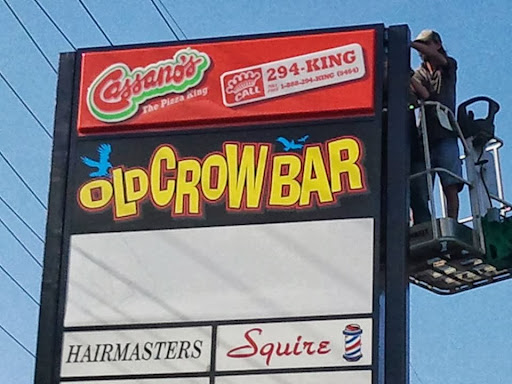 Cassano's
The Pizza King
CALL
294-KING
1-888-294-KING (5464)
OLD CROW BAR
HAIRMASTERS
Squire